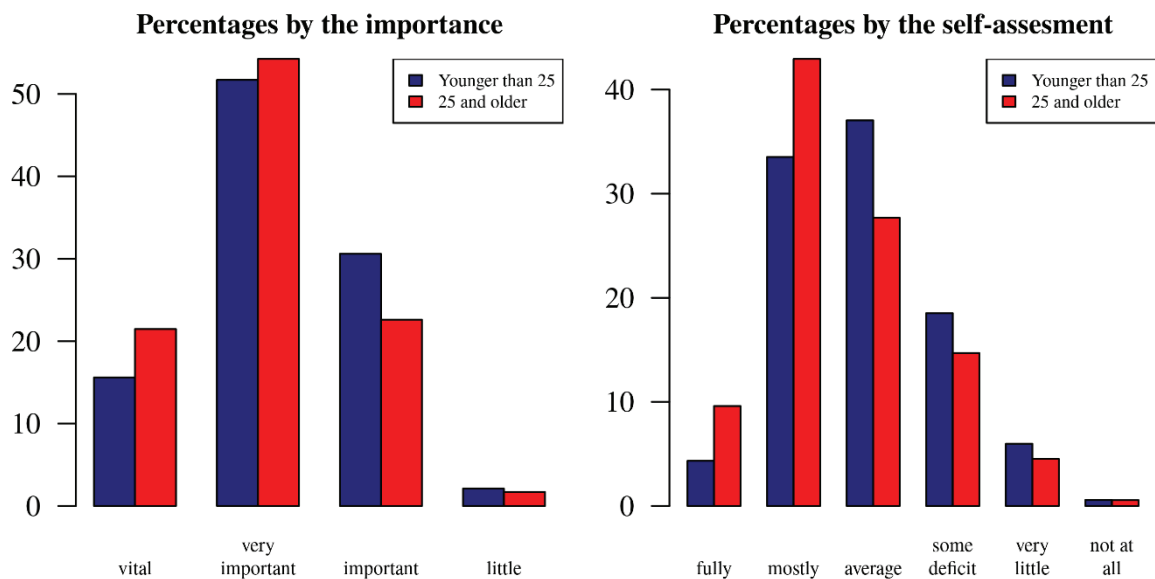 Percentages by the importance
Younger than 25
25 and older
50
40
30
20
10
0
vital
very
important
important
little
Percentages by the self-assesment
Younger than 25
25 and older
40
30
20
10
0
fully
mostly
average
some
deficit
very
little
not at
all